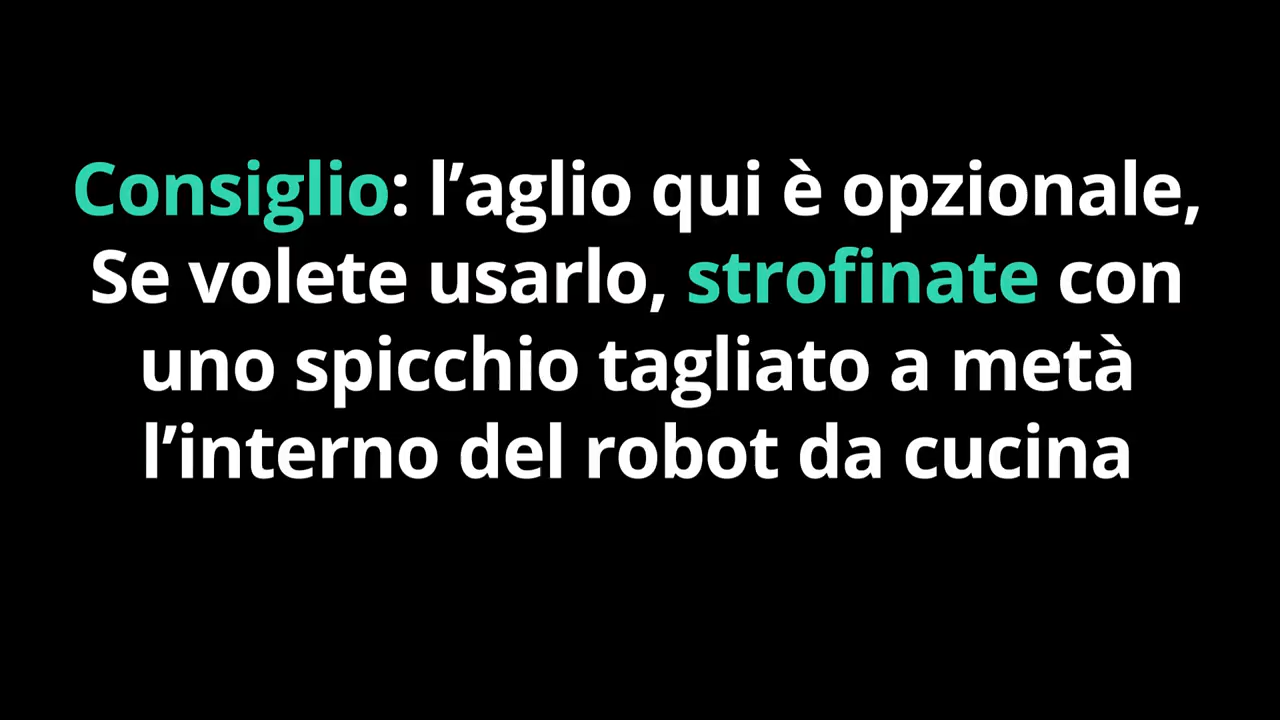 Consiglio: l’aglio qui è opzionale,
Se volete usarlo, strofinate con
uno spicchio tagliato a metà
l’interno del robot da cucina